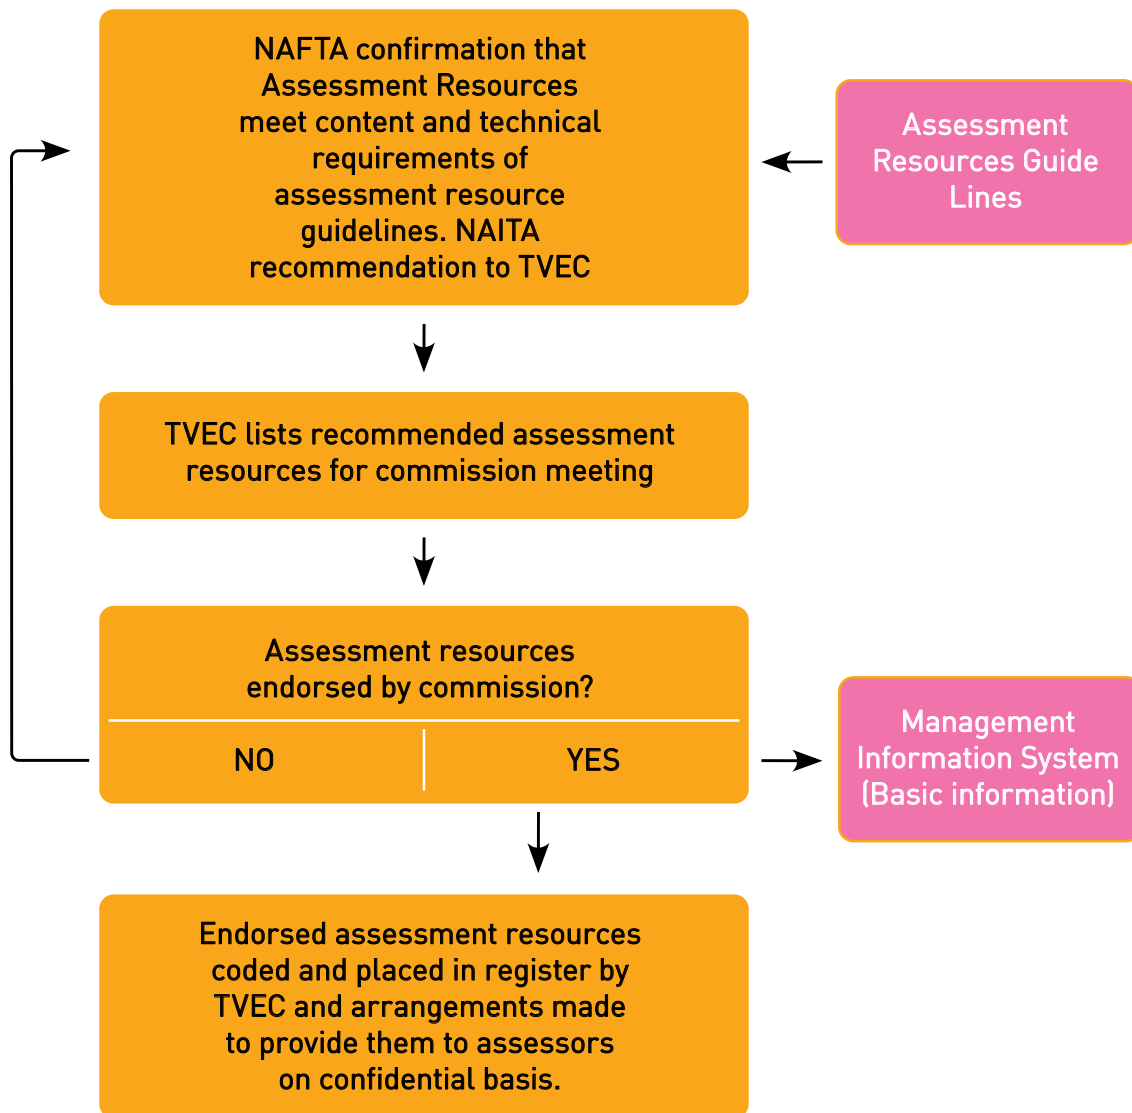 NAFTA confirmation that
Assessment Resources
meet content and technical
requirements of
assessment resource
guidelines. NAITA
recommendation to TVEC
Assessment
Resources Guide
Lines
TVEC lists recommended assessment
resources for commission meeting
Assessment resources
endorsed by commission?
NO
YES
Management
Information System
(Basic information)
Endorsed assessment resources
coded and placed in register by
TVEC and arrangements made
to provide them to assessors
on confidential basis.